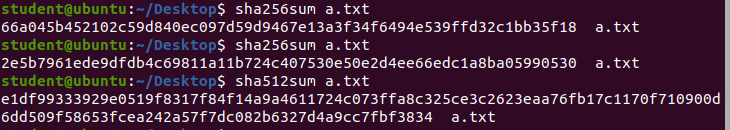 student@ubuntu:~/Desktop$ sha256sum a.txt
66a045b452102c59d840ec097d59d9467e13a3f34f6494e539ffd32c1bb35f18  a.txt
student@ubuntu:~/Desktop$ sha256sum a.txt
2e5b7961ede9dfdb4c69811a11b724c407530e50e2d4ee66edc1a8ba05990530  a.txt
student@ubuntu:~/Desktop$ sha512sum a.txt
e1df99333929e0519f8317f84f14a9a4611724c073ffa8c325ce3c2623eaa76fb17c1170f710900d
6dd509f58653fcea242a57f7dc082b6327d4a9cc7fbf3834  a.txt